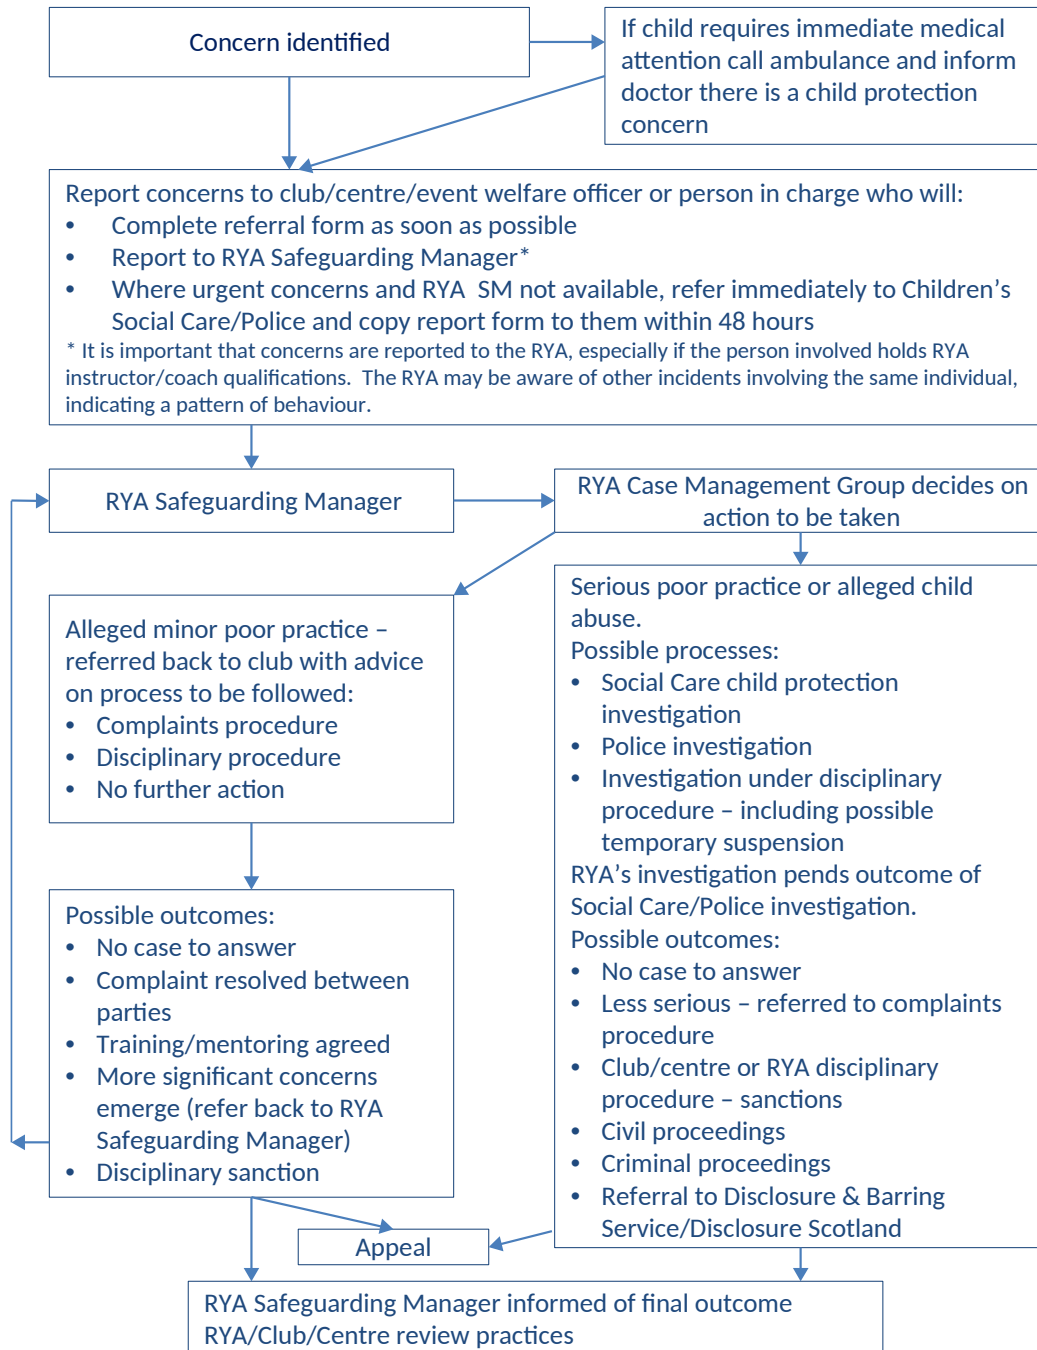 Concern identified
If child requires immediate medical
attention call ambulance and inform
doctor there is a child protection
concern
Report concerns to club/centre/event welfare officer or person in charge who will:
• Complete referral form as soon as possible
• Report to RYA Safeguarding Manager*
• Where urgent concerns and RYA  SM not available, refer immediately to Children's
Social Care/Police and copy report form to them within 48 hours
* It is important that concerns are reported to the RYA, especially if the person involved holds RYA
instructor/coach qualifications.  The RYA may be aware of other incidents involving the same individual,
indicating a pattern of behaviour.
RYA Safeguarding Manager
RYA Case Management Group decides on
action to be taken
Alleged minor poor practice –
referred back to club with advice
on process to be followed:
• Complaints procedure
• Disciplinary procedure
• No further action
Serious poor practice or alleged child
abuse.
Possible processes:
• Social Care child protection
investigation
• Police investigation
• Investigation under disciplinary
procedure – including possible
temporary suspension
RYA's investigation pends outcome of
Social Care/Police investigation.
Possible outcomes:
• No case to answer
• Less serious – referred to complaints
procedure
• Club/centre or RYA disciplinary
procedure – sanctions
• Civil proceedings
• Criminal proceedings
• Referral to Disclosure & Barring
Service/Disclosure Scotland
Possible outcomes:
• No case to answer
• Complaint resolved between
parties
• Training/mentoring agreed
• More significant concerns
emerge (refer back to RYA
Safeguarding Manager)
• Disciplinary sanction
Appeal
RYA Safeguarding Manager informed of final outcome
RYA/Club/Centre review practices